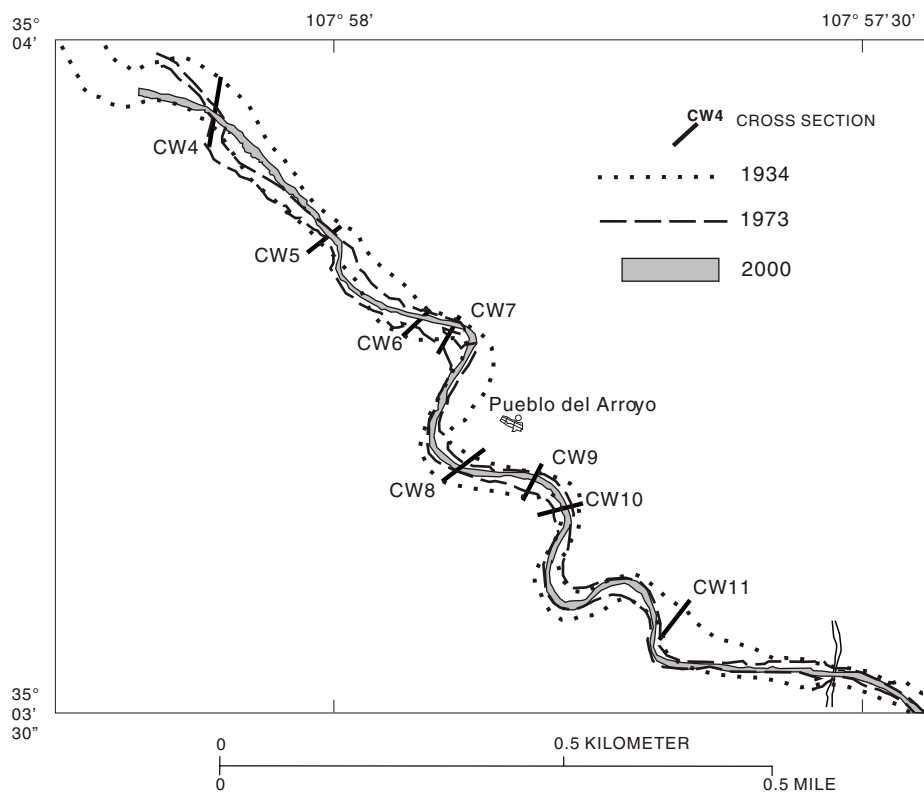 107° 58’
107° 57’ 30”
35°
04’
CW4
CROSS SECTION
1934
1973
2000
CW4
CW5
CW7
CW6
Pueblo del Arroyo
CW9
CW8
CW10
CW11
35°
03’
30”
0
0.5 KILOMETER
0
0.5 MILE